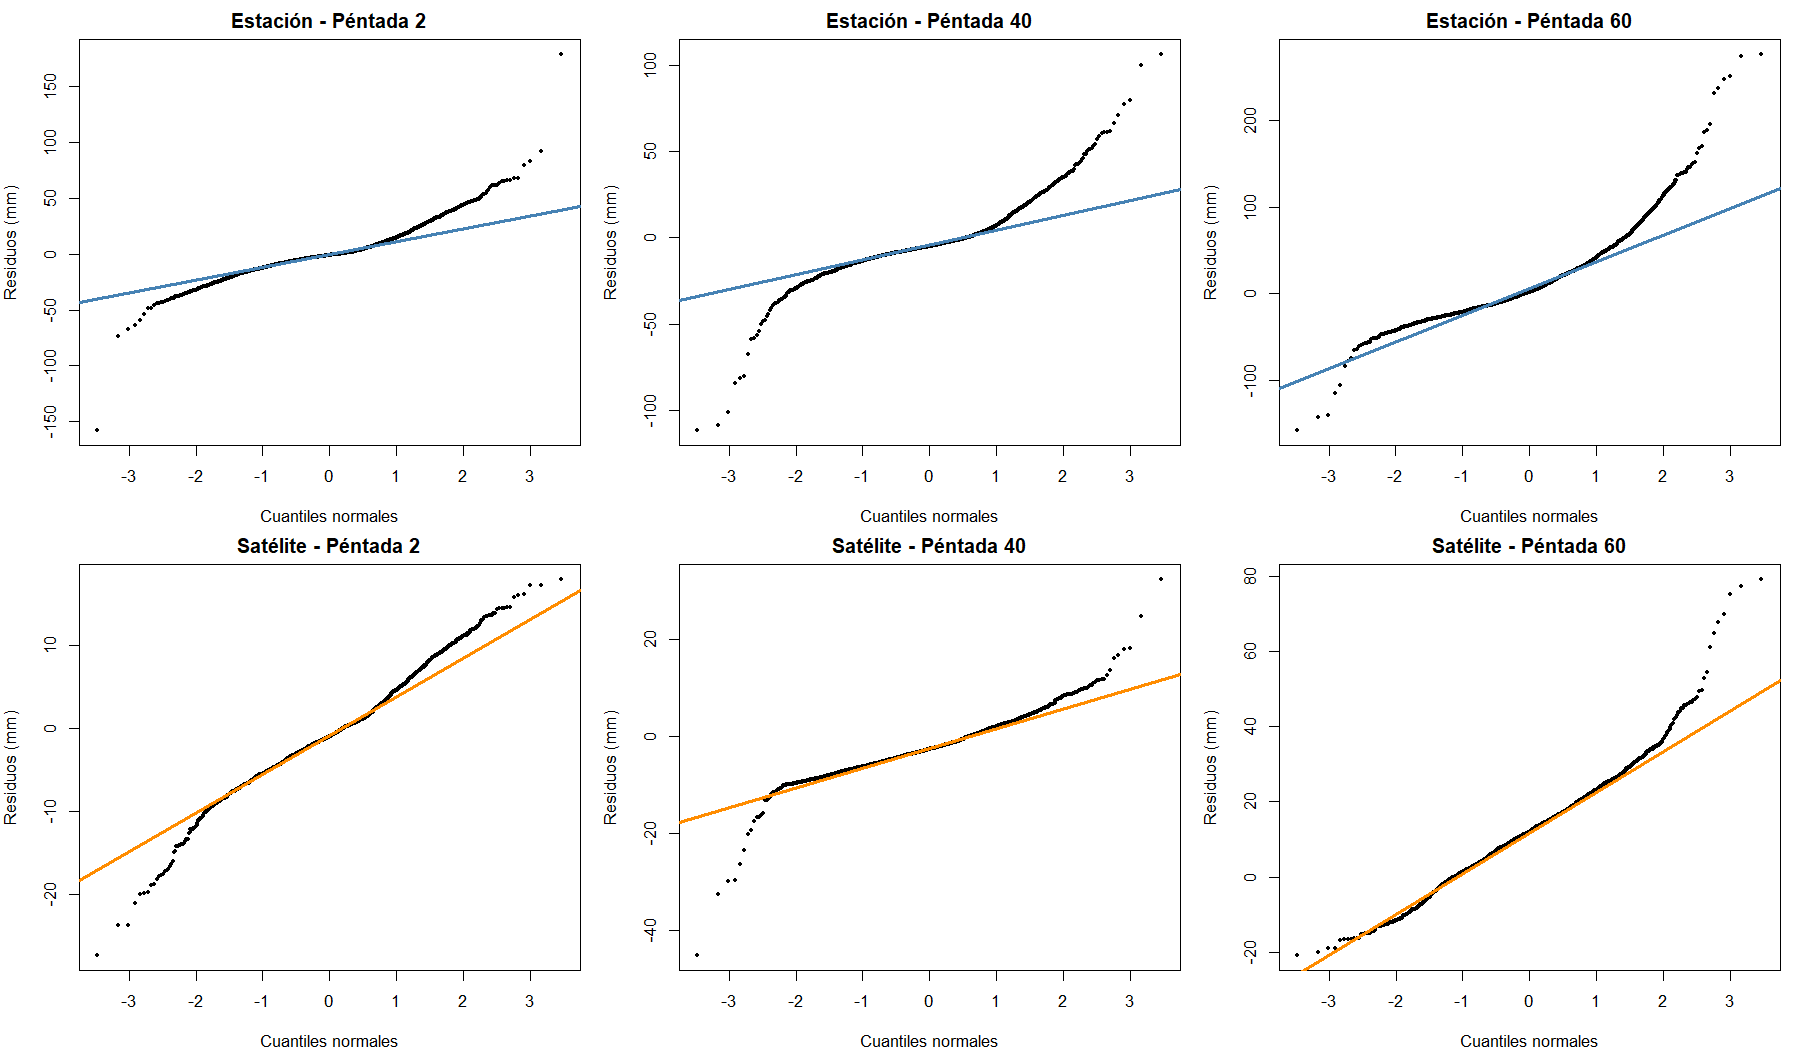 Estación - Péntada 2
Residuos (mm)
150
100
50
0
-50
-100
-150
-3 -2 -1 0 1 2 3
Cuantiles normales
Estación - Péntada 40
Residuos (mm)
100
50
0
-50
-100
-3 -2 -1 0 1 2 3
Cuantiles normales
Estación - Péntada 60
Residuos (mm)
200
100
0
-100
-3 -2 -1 0 1 2 3
Cuantiles normales
Satélite - Péntada 2
Residuos (mm)
10
0
-10
-20
-3 -2 -1 0 1 2 3
Cuantiles normales
Satélite - Péntada 40
Residuos (mm)
20
0
-20
-40
-3 -2 -1 0 1 2 3
Cuantiles normales
Satélite - Péntada 60
Residuos (mm)
80
60
40
20
0
-20
-3 -2 -1 0 1 2 3
Cuantiles normales